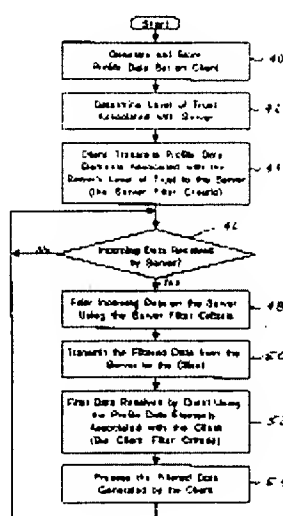 Start
Generate and Store
Profile Data Set on Client
40
Determine Level of Trust
Associated with Server
42
Client Transmits Profile Data
Elements Associated with the
Server's Level of Trust to the Server
(the Server Filter Criteria)
44
46
Incoming Data Received
by Server?
No
Yes
Filter Incoming Data on the Server
Using the Server Filter Criteria
48
Transmit the Filtered Data from the
Server to the Client
50
Filter Data Received by Client Using
the Profile Data Elements
Associated with the Client
(the Client Filter Criteria)
52
Process the Filtered Data
Generated by the Client
54